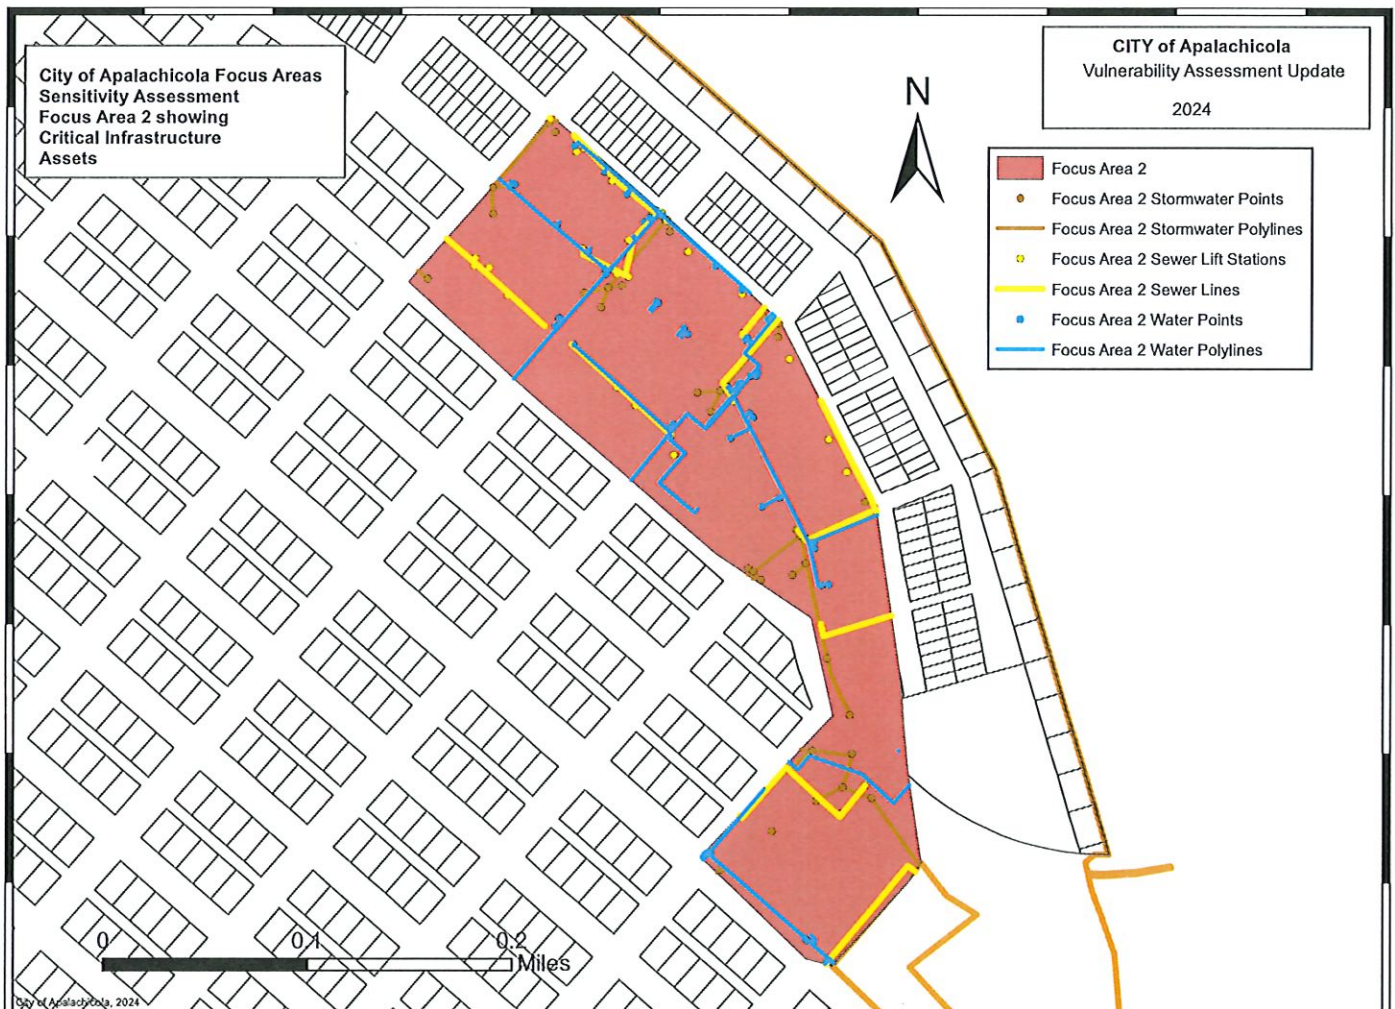 City of Apalachicola Focus Areas
Sensitivity Assessment
Focus Area 2 showing
Critical Infrastructure
Assets
CITY of Apalachicola
Vulnerability Assessment Update
2024
N
Focus Area 2
Focus Area 2 Stormwater Points
Focus Area 2 Stormwater Polylines
Focus Area 2 Sewer Lift Stations
Focus Area 2 Sewer Lines
Focus Area 2 Water Points
Focus Area 2 Water Polylines
0 0.1 0.2
Miles
City of Apalachicola, 2024